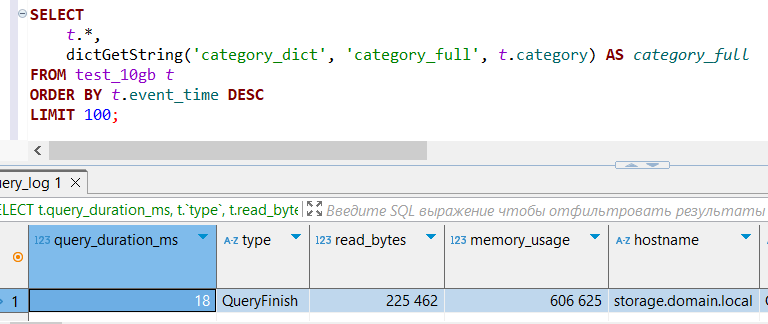 SELECT
t.*,
dictGetString('category_dict', 'category_full', t.category) AS category_full
FROM test_10gb t
ORDER BY t.event_time DESC
LIMIT 100;
ery_log 1
ELECT t.query_duration_ms, t.`type`, t.read_byte Введите SQL выражение чтобы отфильтровать результаты
123 query_duration_ms A-Z type 123 read_bytes 123 memory_usage A-Z hostname
1 18 QueryFinish 225 462 606 625 storage.domain.local